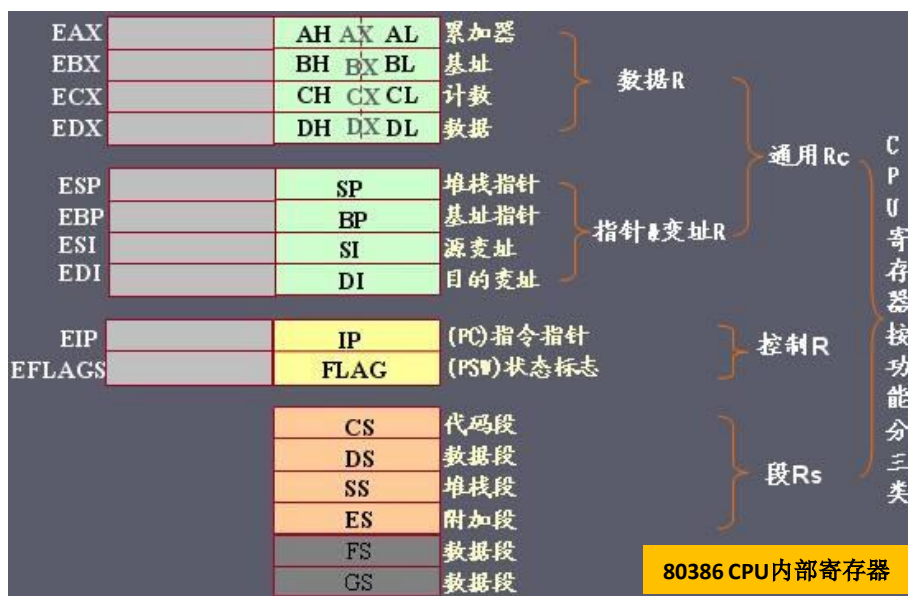 EAX AH AX AL 累加器
EBX BH BX BL 基址
ECX CH CX CL 计数
EDX DH DX DL 数据
数据R
ESP SP 堆栈指针
EBP BP 基址指针
ESI SI 源变址
EDI DI 目的变址
指针&变址R
通用Rc
EIP IP (PC)指令指针
EFLAGS FLAG (PSW)状态标志
控制R
CS 代码段
DS 数据段
SS 堆栈段
ES 附加段
FS 数据段
GS 数据段
段Rs
CPU寄存器按功能分三类
80386 CPU内部寄存器